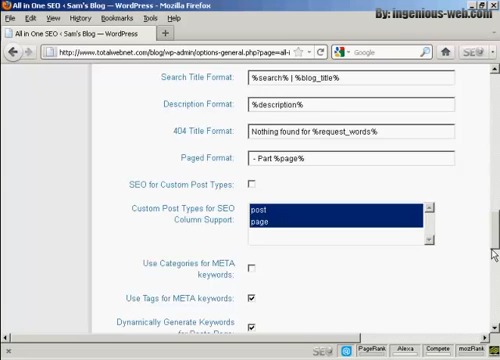 All in One SEO ‹ Sam's Blog — WordPress - Mozilla Firefox
By: ingenious-web.com
File Edit View History Bookmarks Tools Help
All in One SEO ‹ Sam's Blog — WordPress
http://www.totalwebnet.com/blog/wp-admin/options-general.php?page=all-i
Google
Search Title Format: %search% | %blog_title%
Description Format: %description%
404 Title Format: Nothing found for %request_words%
Paged Format: - Part %page%
SEO for Custom Post Types:
Custom Post Types for SEO post
Column Support: page
Use Categories for META
keywords:
Use Tags for META keywords:
Dynamically Generate Keywords
for Posts Page
SEO PageRank Alexa Compete mozRank